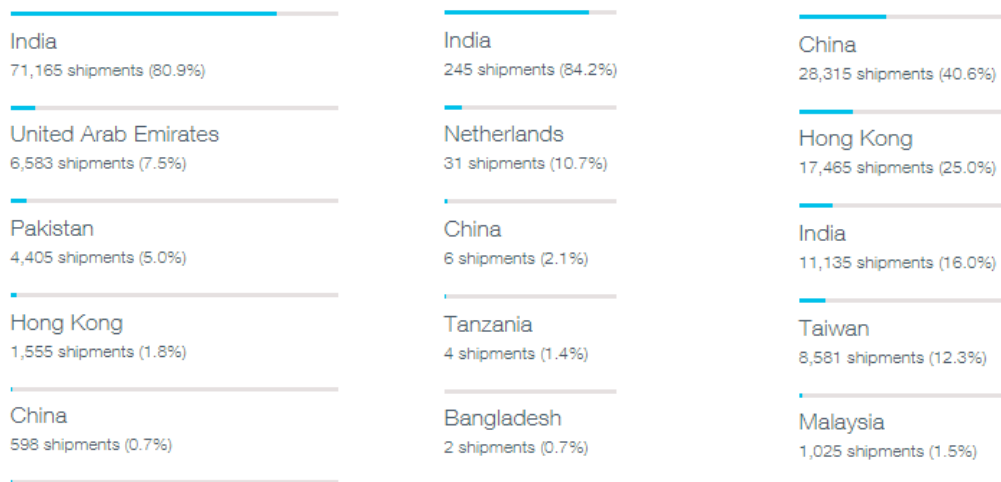 India
71,165 shipments (80.9%)
United Arab Emirates
6,583 shipments (7.5%)
Pakistan
4,405 shipments (5.0%)
Hong Kong
1,555 shipments (1.8%)
China
598 shipments (0.7%)
India
245 shipments (84.2%)
Netherlands
31 shipments (10.7%)
China
6 shipments (2.1%)
Tanzania
4 shipments (1.4%)
Bangladesh
2 shipments (0.7%)
China
28,315 shipments (40.6%)
Hong Kong
17,465 shipments (25.0%)
India
11,135 shipments (16.0%)
Taiwan
8,581 shipments (12.3%)
Malaysia
1,025 shipments (1.5%)